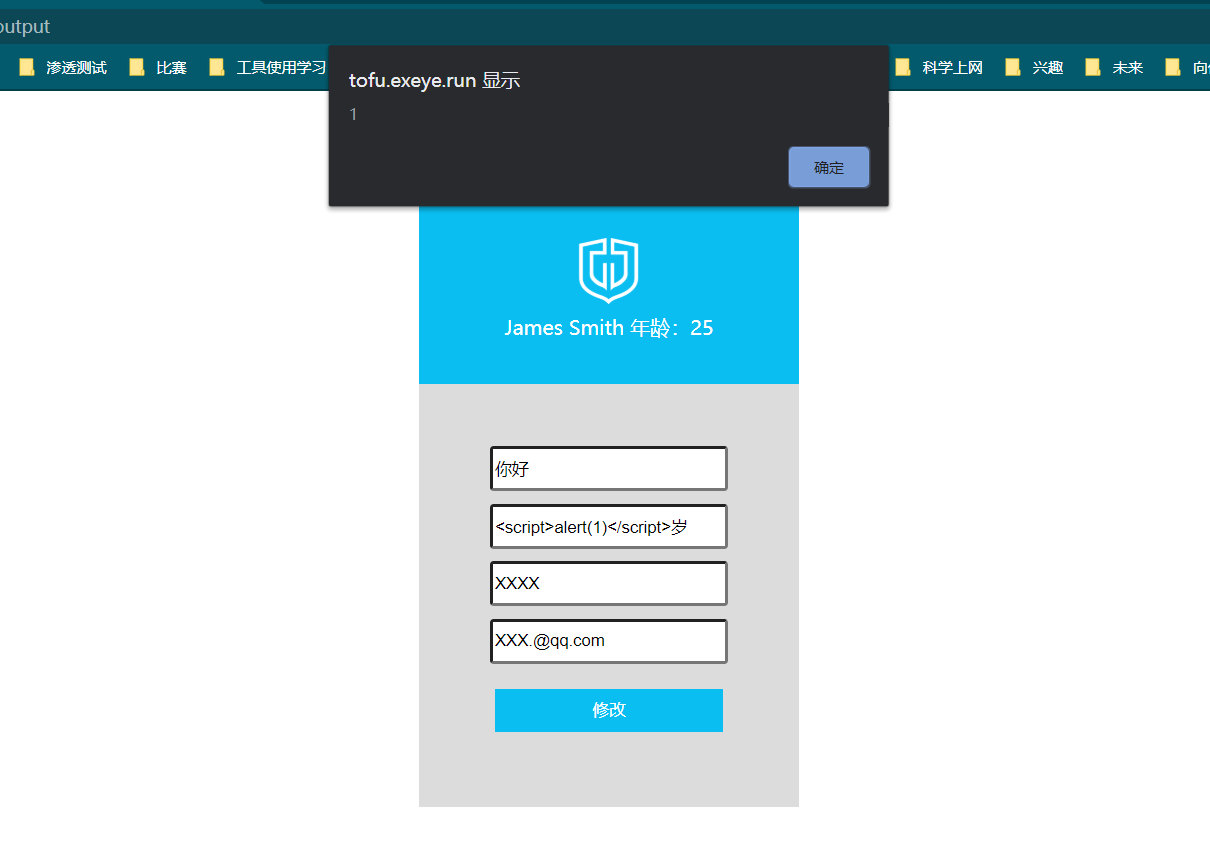 output
渗透测试 比赛 工具使用学习 科学上网 兴趣 未来
tofu.exeye.run 显示
1
确定
James Smith 年龄：25
你好
<script>alert(1)</script>岁
XXXX
XXX.@qq.com
修改